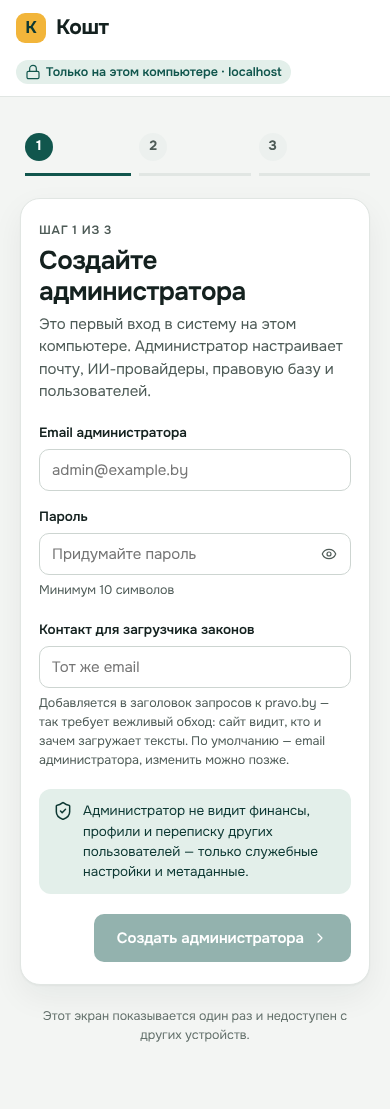 К Кошт
Только на этом компьютере · localhost
1 2 3
ШАГ 1 ИЗ 3
Создайте
администратора
Это первый вход в систему на этом
компьютере. Администратор настраивает
почту, ИИ-провайдеры, правовую базу и
пользователей.
Email администратора
admin@example.by
Пароль
Придумайте пароль
Минимум 10 символов
Контакт для загрузчика законов
Тот же email
Добавляется в заголовок запросов к pravo.by —
так требует вежливый обход: сайт видит, кто и
зачем загружает тексты. По умолчанию — email
администратора, изменить можно позже.
Администратор не видит финансы,
профили и переписку других
пользователей — только служебные
настройки и метаданные.
Создать администратора
Этот экран показывается один раз и недоступен с
других устройств.